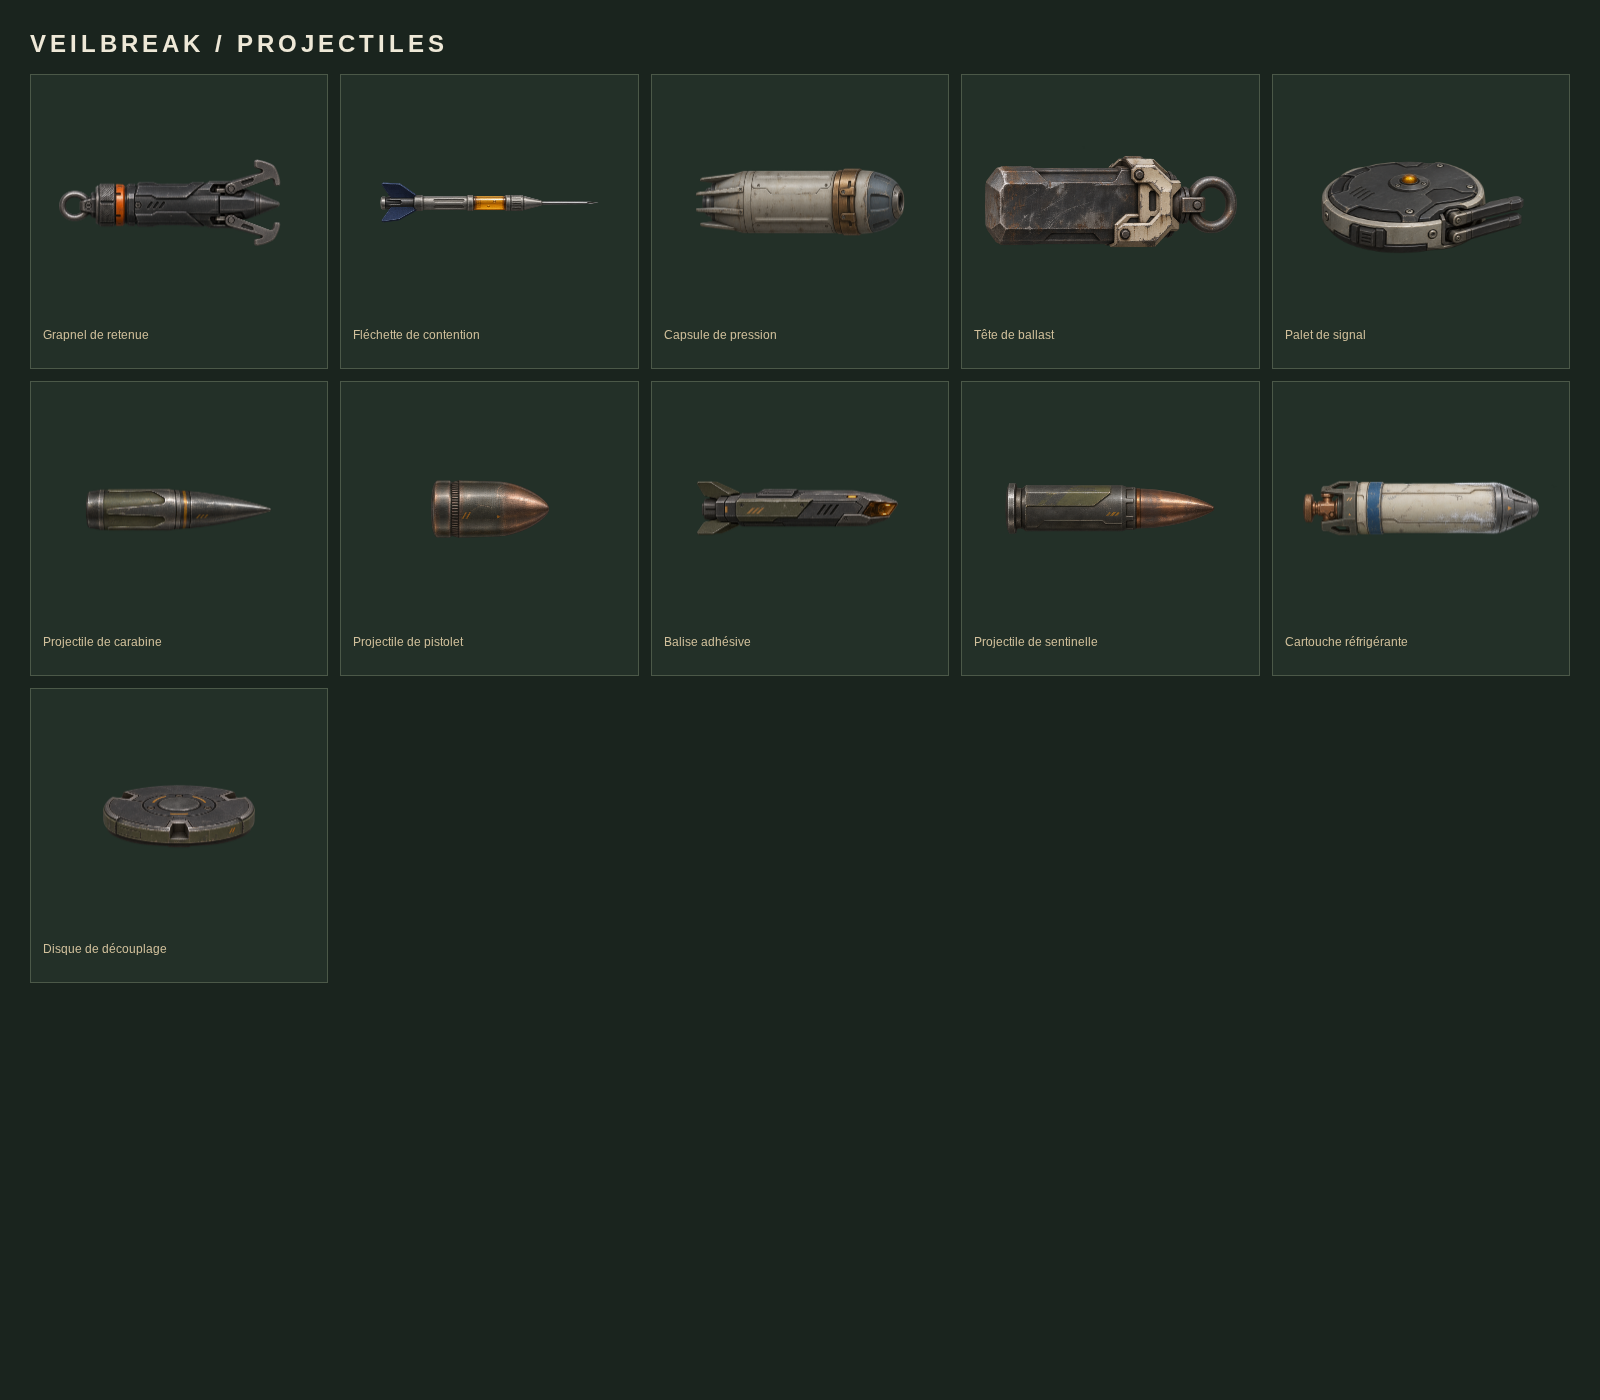 VEILBREAK / PROJECTILES
Grapnel de retenue
Fléchette de contention
Capsule de pression
Tête de ballast
Palet de signal
Projectile de carabine
Projectile de pistolet
Balise adhésive
Projectile de sentinelle
Cartouche réfrigérante
Disque de découplage